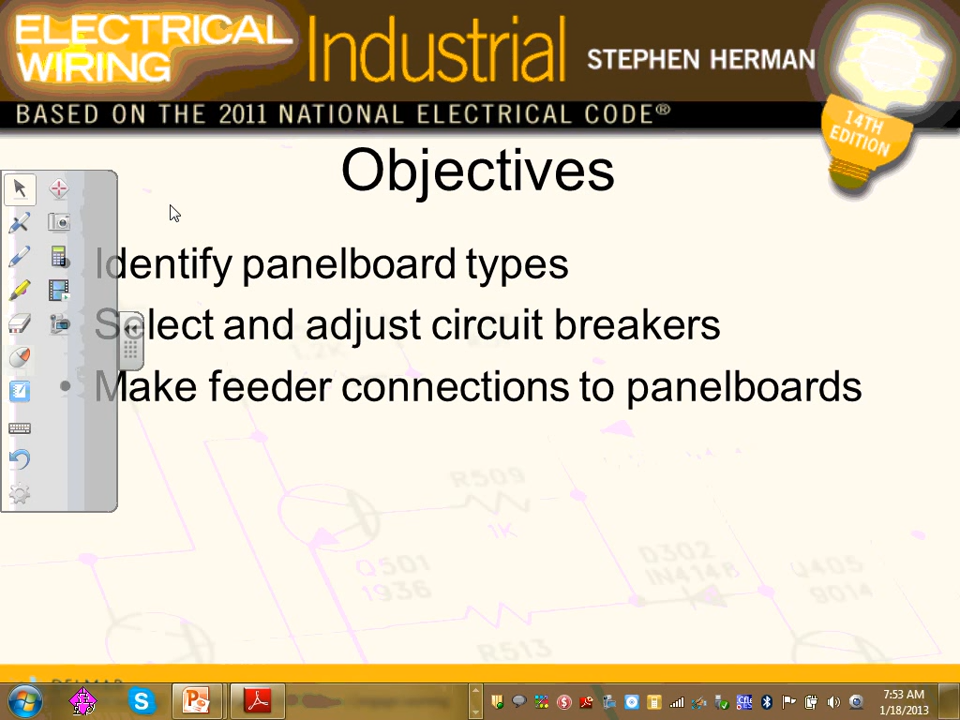 ELECTRICAL
WIRING
Industrial
STEPHEN HERMAN
BASED ON THE 2011 NATIONAL ELECTRICAL CODE®
14TH
EDITION
Objectives
• Identify panelboard types
• Select and adjust circuit breakers
• Make feeder connections to panelboards
R509
1K
Q501
1936
D302
IN4148
Q405
9014
R513
DELMAR
7:53 AM
1/18/2013